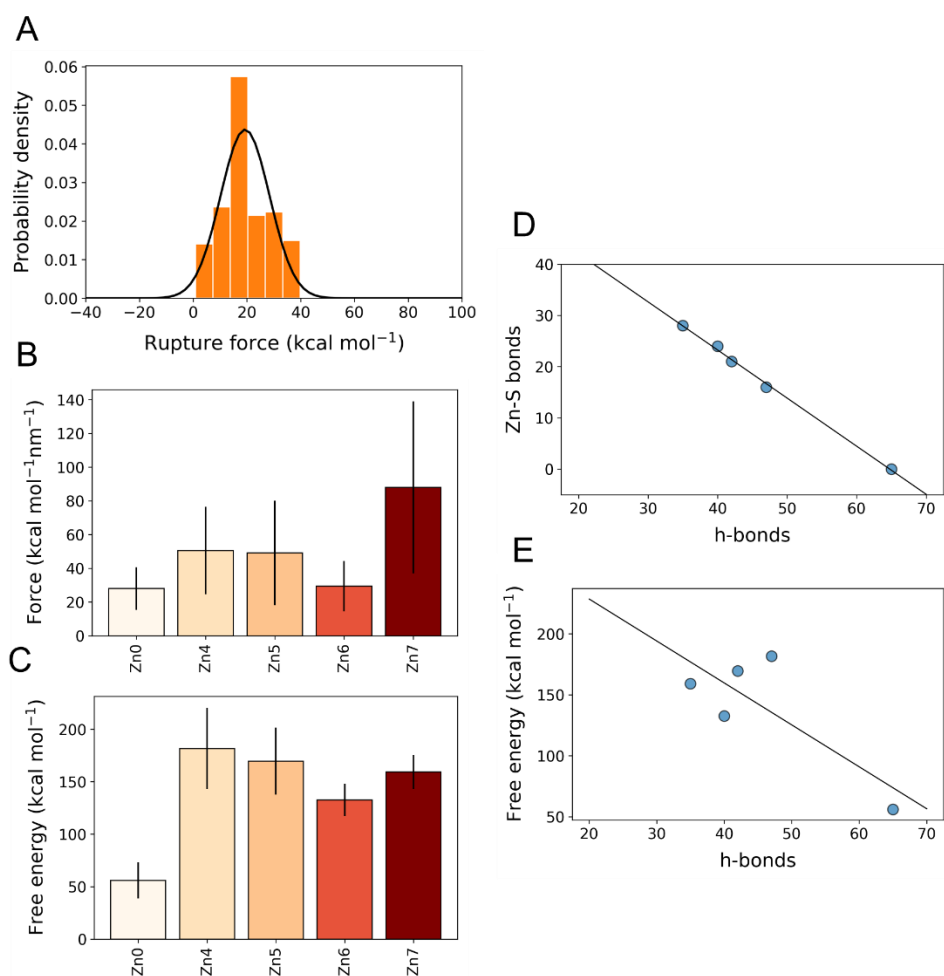 A
0.06
0.05
0.04
0.03
0.02
0.01
0.00
Probability density
−40 −20 0 20 40 60 80 100
Rupture force (kcal mol⁻¹)
B
140
120
100
80
60
40
20
0
Force (kcal mol⁻¹nm⁻¹)
Zn0 Zn4 Zn5 Zn6 Zn7
C
200
150
100
50
0
Free energy (kcal mol⁻¹)
Zn0 Zn4 Zn5 Zn6 Zn7
D
40
30
20
10
0
Zn-S bonds
20 30 40 50 60 70
h-bonds
E
200
150
100
50
Free energy (kcal mol⁻¹)
20 30 40 50 60 70
h-bonds